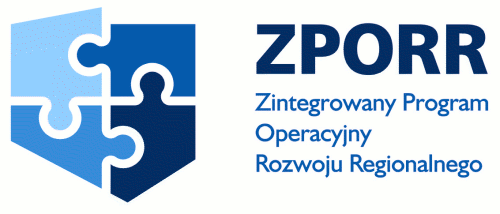 ZPORR
Zintegrowany Program
Operacyjny
Rozwoju Regionalnego